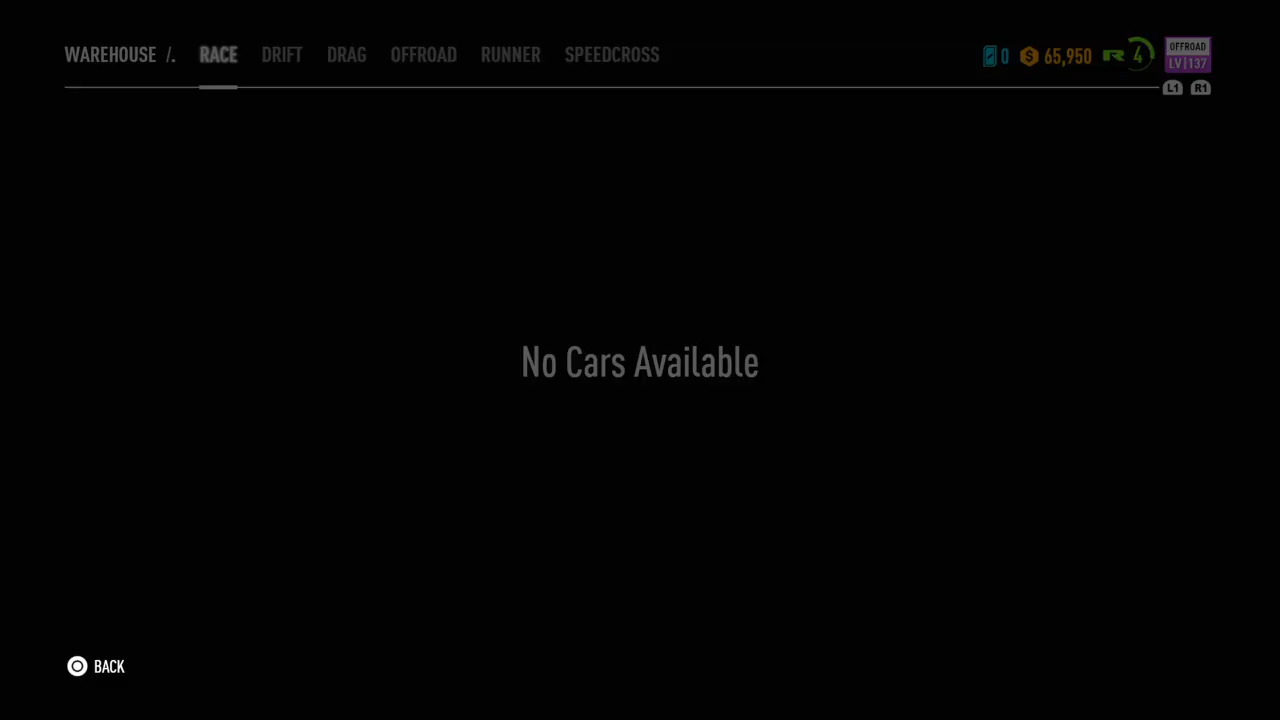 WAREHOUSE /. RACE DRIFT DRAG OFFROAD RUNNER SPEEDCROSS 0 65,950 R 4 OFFROAD
LV|137
L1 R1
No Cars Available
BACK